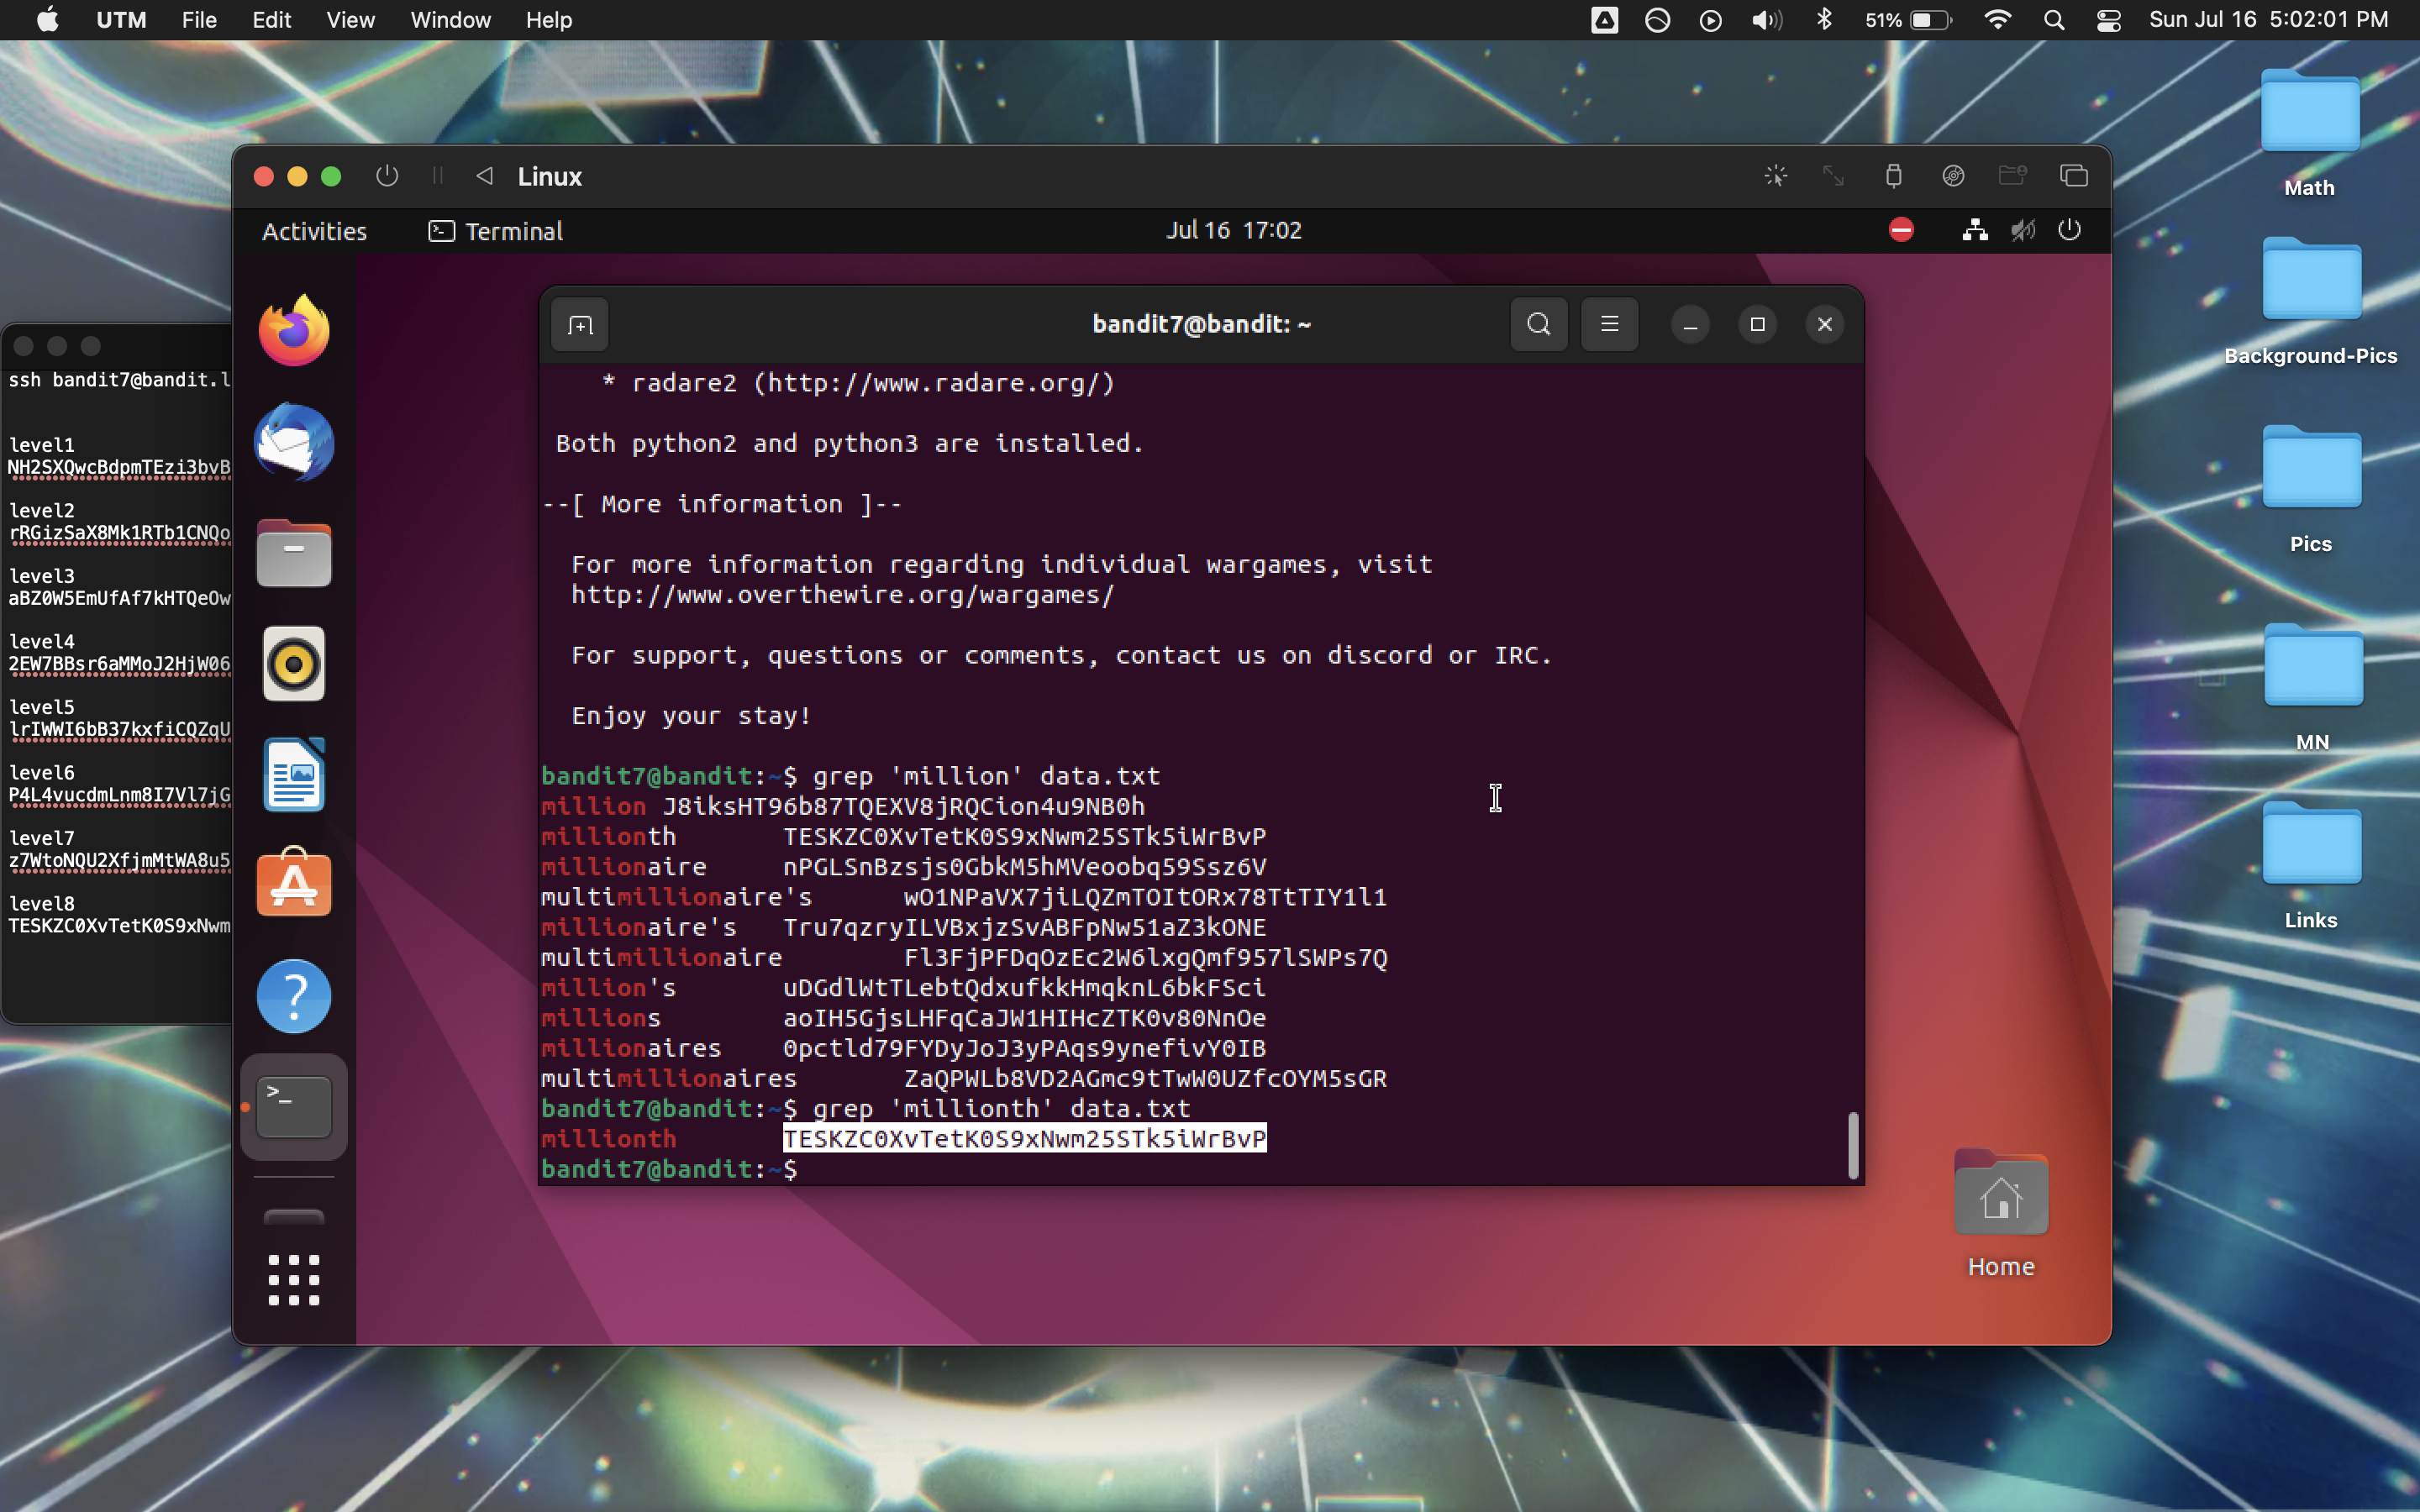 UTM File Edit View Window Help 51% Sun Jul 16 5:02:01 PM
Math
Background-Pics
Pics
MN
Links
Linux
Activities Terminal Jul 16 17:02
ssh bandit7@bandit.l
level1
NH2SXQwcBdpmTEzi3bvB
level2
rRGizSaX8Mk1RTb1CNQo
level3
aBZ0W5EmUfAf7kHTQeOw
level4
2EW7BBsr6aMMoJ2HjW06
level5
lrIWWI6bB37kxfiCQZqU
level6
P4L4vucdmLnm8I7Vl7jG
level7
z7WtoNQU2XfjmMtWA8u5
level8
TESKZC0XvTetK0S9xNwm
bandit7@bandit: ~
* radare2 (http://www.radare.org/)
Both python2 and python3 are installed.
--[ More information ]--
For more information regarding individual wargames, visit
http://www.overthewire.org/wargames/
For support, questions or comments, contact us on discord or IRC.
Enjoy your stay!
bandit7@bandit:~$ grep 'million' data.txt
million J8iksHT96b87TQEXV8jRQCion4u9NB0h
millionth TESKZC0XvTetK0S9xNwm25STk5iWrBvP
millionaire nPGLSnBzsjs0GbkM5hMVeoobq59Ssz6V
multimillionaire's wO1NPaVX7jiLQZmTOItORx78TtTIY1l1
millionaire's Tru7qzryILVBxjzSvABFpNw51aZ3kONE
multimillionaire Fl3FjPFDqOzEc2W6lxgQmf957lSWPs7Q
million's uDGdlWtTLebtQdxufkkHmqknL6bkFSci
millions aoIH5GjsLHFqCaJW1HIHcZTK0v80NnOe
millionaires 0pctld79FYDyJoJ3yPAqs9ynefivY0IB
multimillionaires ZaQPWLb8VD2AGmc9tTwW0UZfcOYM5sGR
bandit7@bandit:~$ grep 'millionth' data.txt
millionth TESKZC0XvTetK0S9xNwm25STk5iWrBvP
bandit7@bandit:~$
Home